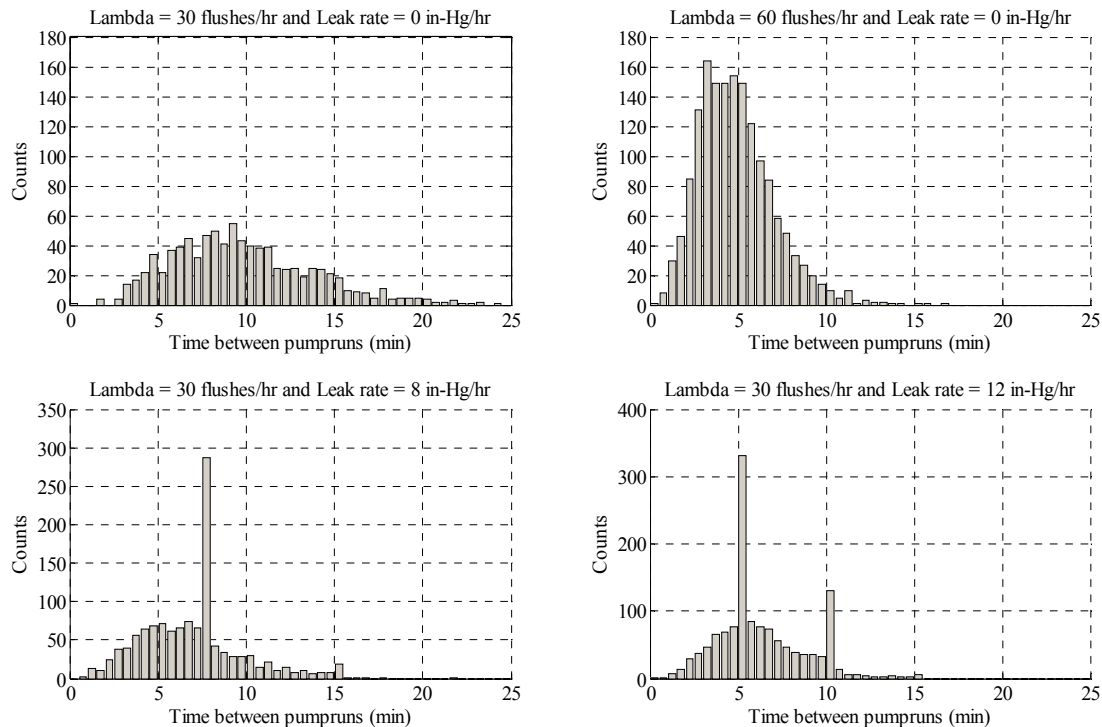 Lambda = 30 flushes/hr and Leak rate = 0 in-Hg/hr
180
160
140
120
100
80
60
40
20
0
Counts
0 5 10 15 20 25
Time between pumpruns (min)
Lambda = 60 flushes/hr and Leak rate = 0 in-Hg/hr
180
160
140
120
100
80
60
40
20
0
Counts
0 5 10 15 20 25
Time between pumpruns (min)
Lambda = 30 flushes/hr and Leak rate = 8 in-Hg/hr
350
300
250
200
150
100
50
0
Counts
0 5 10 15 20 25
Time between pumpruns (min)
Lambda = 30 flushes/hr and Leak rate = 12 in-Hg/hr
400
300
200
100
0
Counts
0 5 10 15 20 25
Time between pumpruns (min)